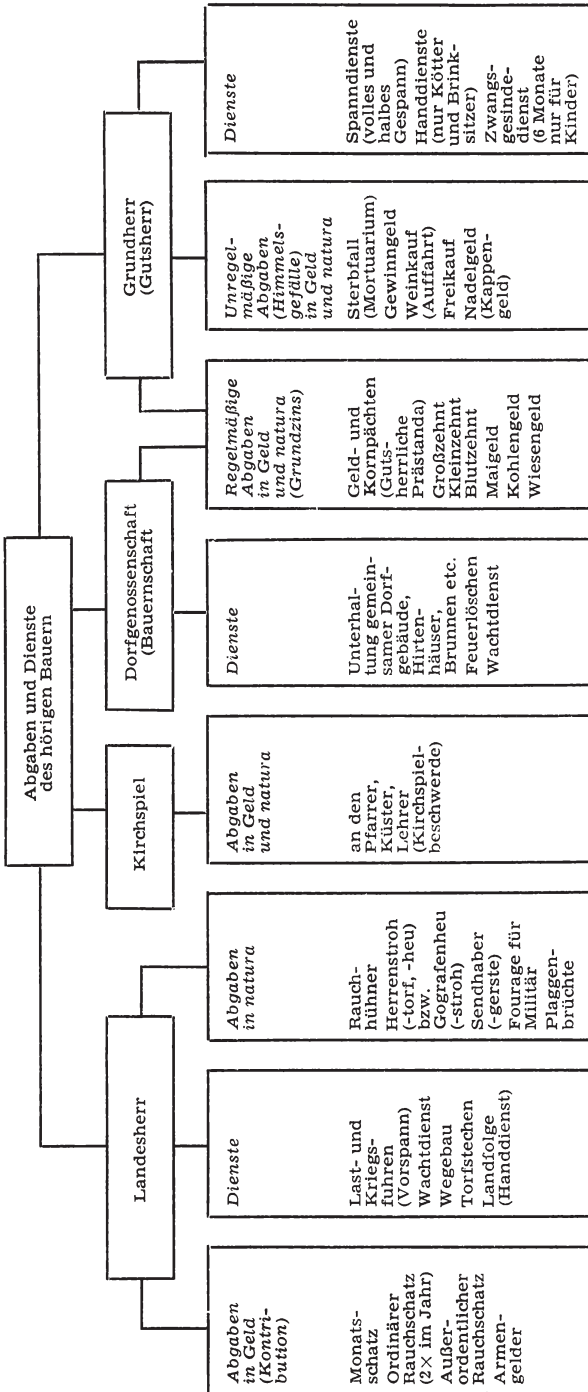 Abgaben und Dienste
des hörigen Bauern
Landesherr
Kirchspiel
Dorfgenossenschaft
(Bauernschaft)
Grundherr
(Gutsherr)
Abgaben
in Geld
(Kontri-
bution)
Monats-
schatz
Ordinärer
Rauchschatz
(2× im Jahr)
Außer-
ordentlicher
Rauchschatz
Armen-
gelder
Dienste
Last- und
Kriegs-
fuhren
(Vorspann)
Wachtdienst
Wegebau
Torfstechen
Landfolge
(Handdienst)
Abgaben
in natura
Rauch-
hühner
Herrenstroh
(-torf, -heu)
bzw.
Gografenheu
(-stroh)
Sendhaber
(-gerste)
Fourage für
Militär
Plaggen-
brüchte
Abgaben
in Geld
und natura
an den
Pfarrer,
Küster,
Lehrer
(Kirchspiel-
beschwerde)
Dienste
Unterhal-
tung gemein-
samer Dorf-
gebäude,
Hirten-
häuser,
Brunnen etc.
Feuerlöschen
Wachtdienst
Regelmäßige
Abgaben
in Geld
und natura
(Grundzins)
Geld- und
Kornpächten
(Guts-
herrliche
Prästanda)
Großzehnt
Kleinzehnt
Blutzehnt
Maigeld
Kohlengeld
Wiesengeld
Unregel-
mäßige
Abgaben
(Himmels-
gefälle)
in Geld
und natura
Sterbfall
(Mortuarium)
Gewinngeld
Weinkauf
(Auffahrt)
Freikauf
Nadelgeld
(Kappen-
geld)
Dienste
Spanndienste
(volles und
halbes
Gespann)
Handdienste
(nur Kötter
und Brink-
sitzer)
Zwangs-
gesinde-
dienst
(6 Monate
nur für
Kinder)